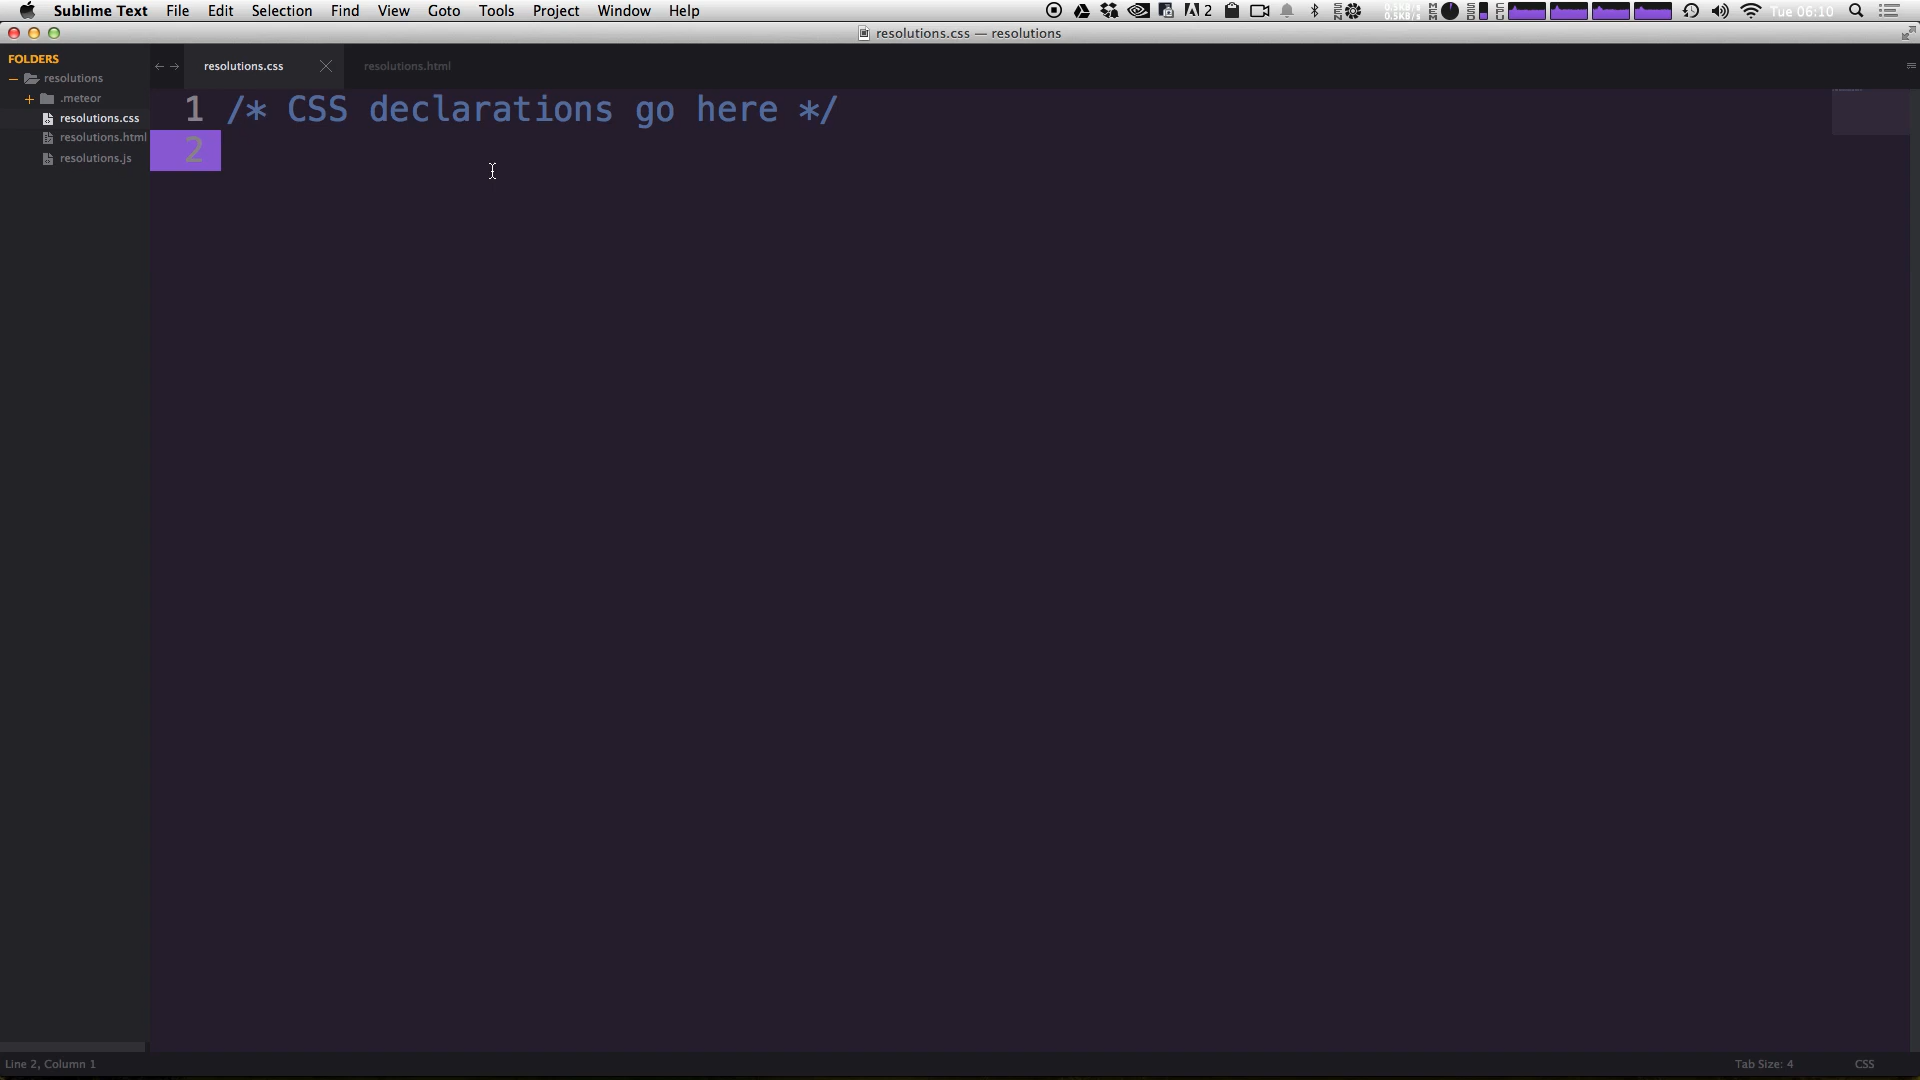 Sublime Text File Edit Selection Find View Goto Tools Project Window Help 2 Tue 06:10
resolutions.css — resolutions
FOLDERS
resolutions
.meteor
resolutions.css
resolutions.html
resolutions.js
resolutions.css resolutions.html
1 /* CSS declarations go here */
2
Line 2, Column 1 Tab Size: 4 CSS